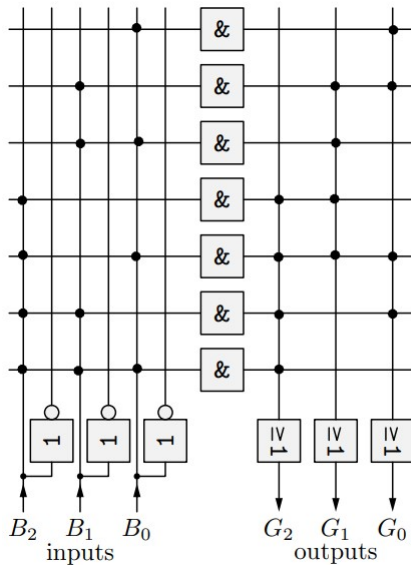 &
&
&
&
&
&
&
1 1 1 ≥1 ≥1 ≥1
B₂ B₁ B₀ G₂ G₁ G₀
inputs outputs